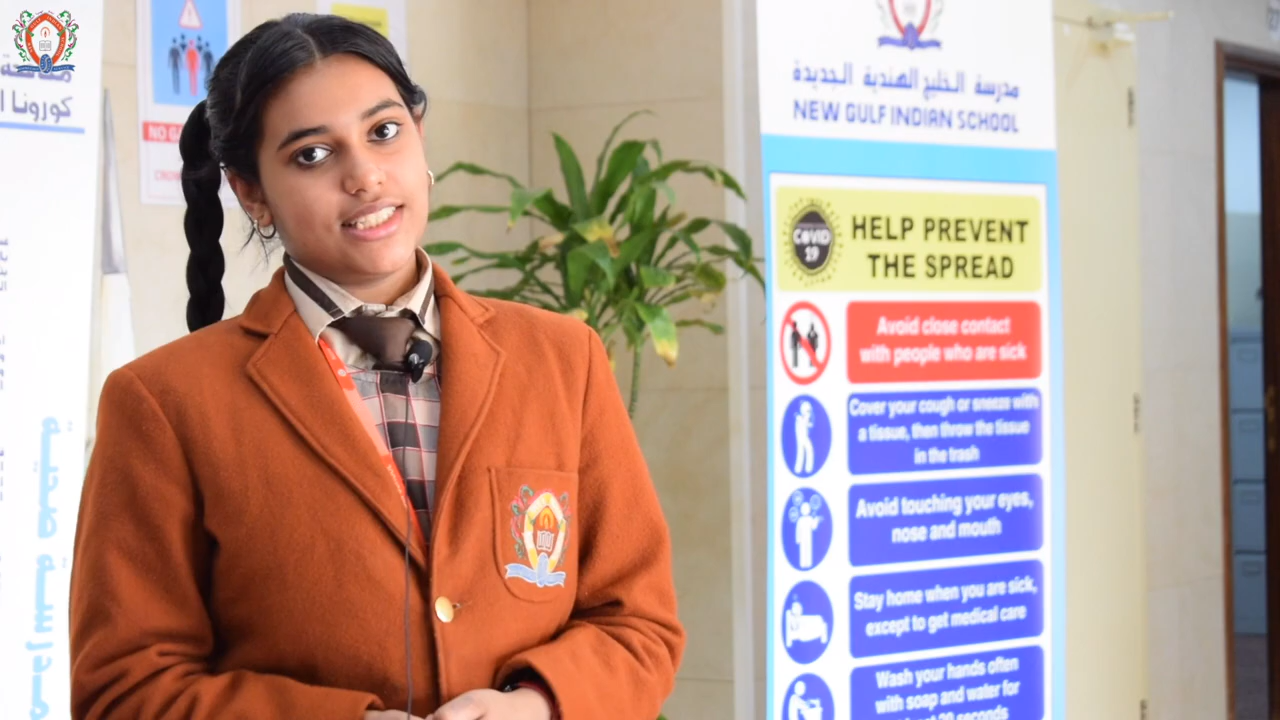 كورونا
NO GA
مدرسة الخليج الهندية الجديدة
NEW GULF INDIAN SCHOOL
COVID
19
HELP PREVENT
THE SPREAD
Avoid close contact
with people who are sick
Cover your cough or sneeze with
a tissue, then throw the tissue
in the trash
Avoid touching your eyes,
nose and mouth
Stay home when you are sick,
except to get medical care
Wash your hands often
with soap and water for
20 seconds